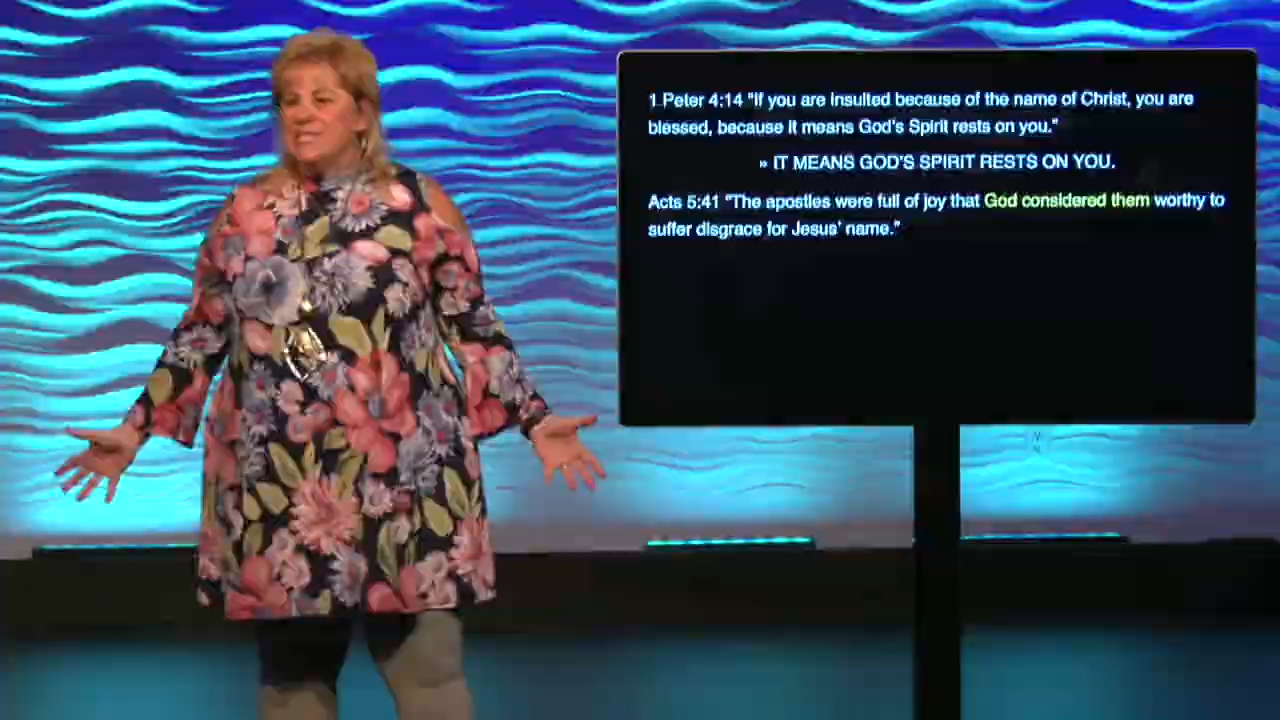 1 Peter 4:14 "If you are insulted because of the name of Christ, you are
blessed, because it means God's Spirit rests on you."
» IT MEANS GOD'S SPIRIT RESTS ON YOU.
Acts 5:41 "The apostles were full of joy that God considered them worthy to
suffer disgrace for Jesus' name."